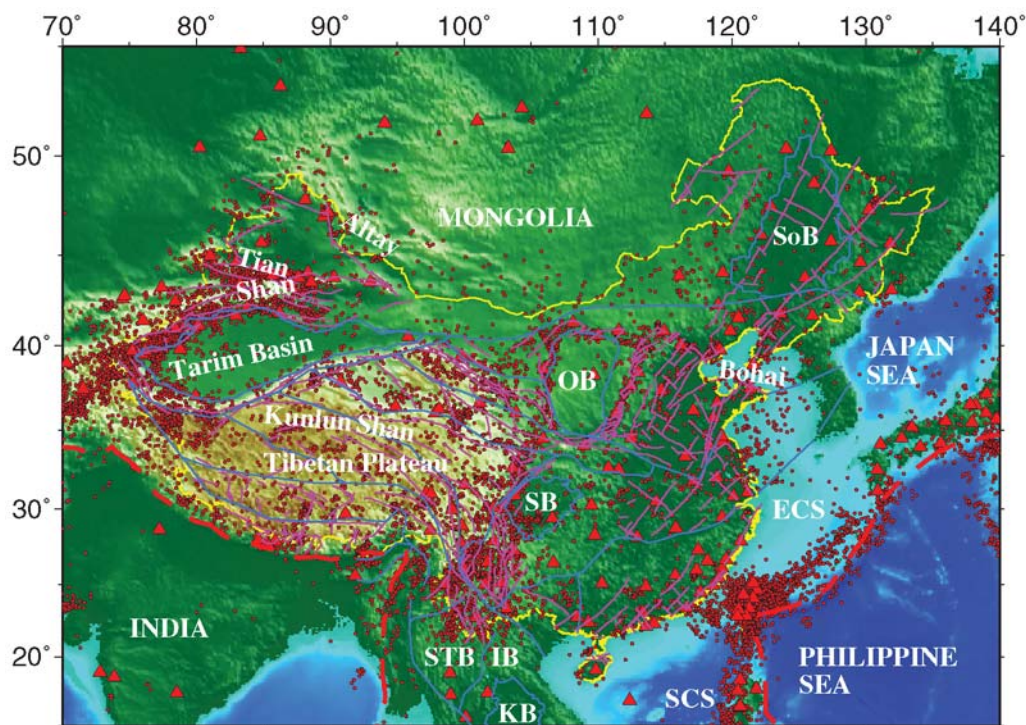 70˚ 80˚ 90˚ 100˚ 110˚ 120˚ 130˚ 140˚
50˚
MONGOLIA
Altay
SoB
Tian
Shan
40˚
Tarim Basin
OB
Bohai
JAPAN
SEA
Kunlun Shan
Tibetan Plateau
30˚
SB
ECS
INDIA
20˚
STB
IB
PHILIPPINE
SEA
SCS
KB